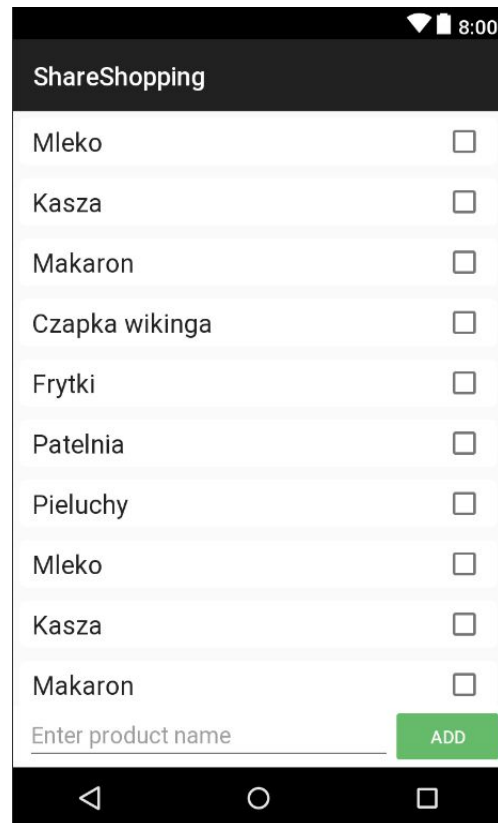 8:00
ShareShopping
Mleko
Kasza
Makaron
Czapka wikinga
Frytki
Patelnia
Pieluchy
Mleko
Kasza
Makaron
Enter product name ADD